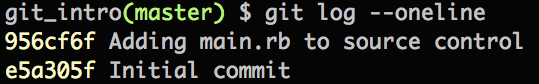 git_intro(master) $ git log --oneline
956cf6f Adding main.rb to source control
e5a305f Initial commit